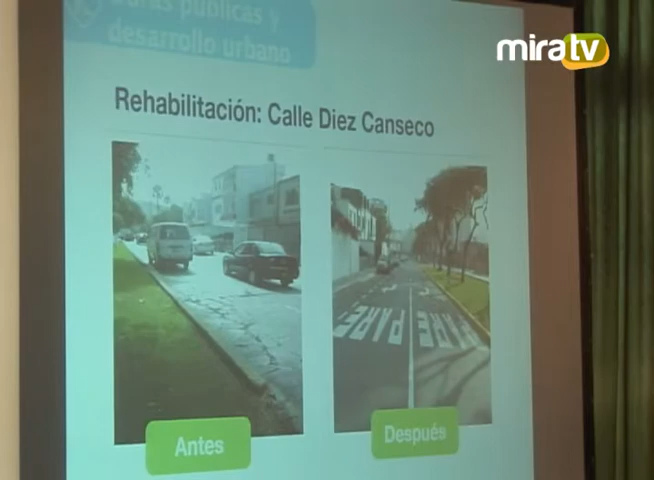 Obras públicas y
desarrollo urbano
miratv
Rehabilitación: Calle Diez Canseco
PARE PARE
Antes
Después